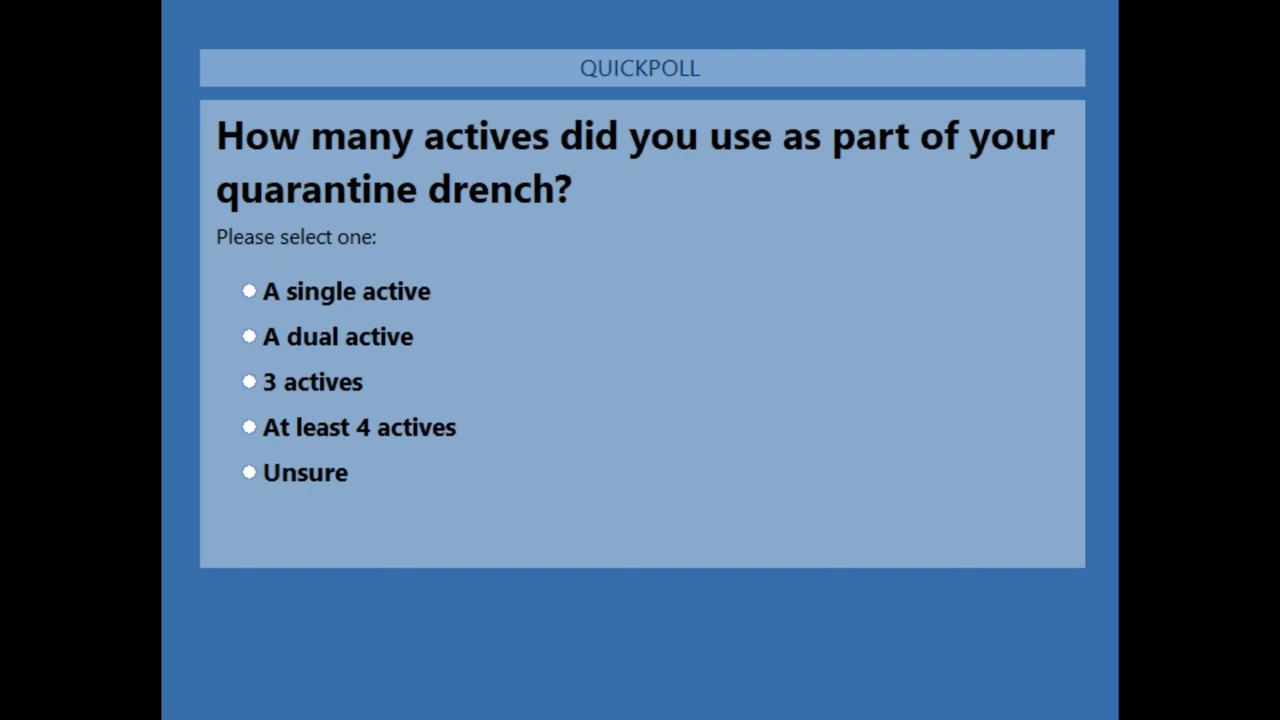 QUICKPOLL
How many actives did you use as part of your
quarantine drench?
Please select one:
A single active
A dual active
3 actives
At least 4 actives
Unsure